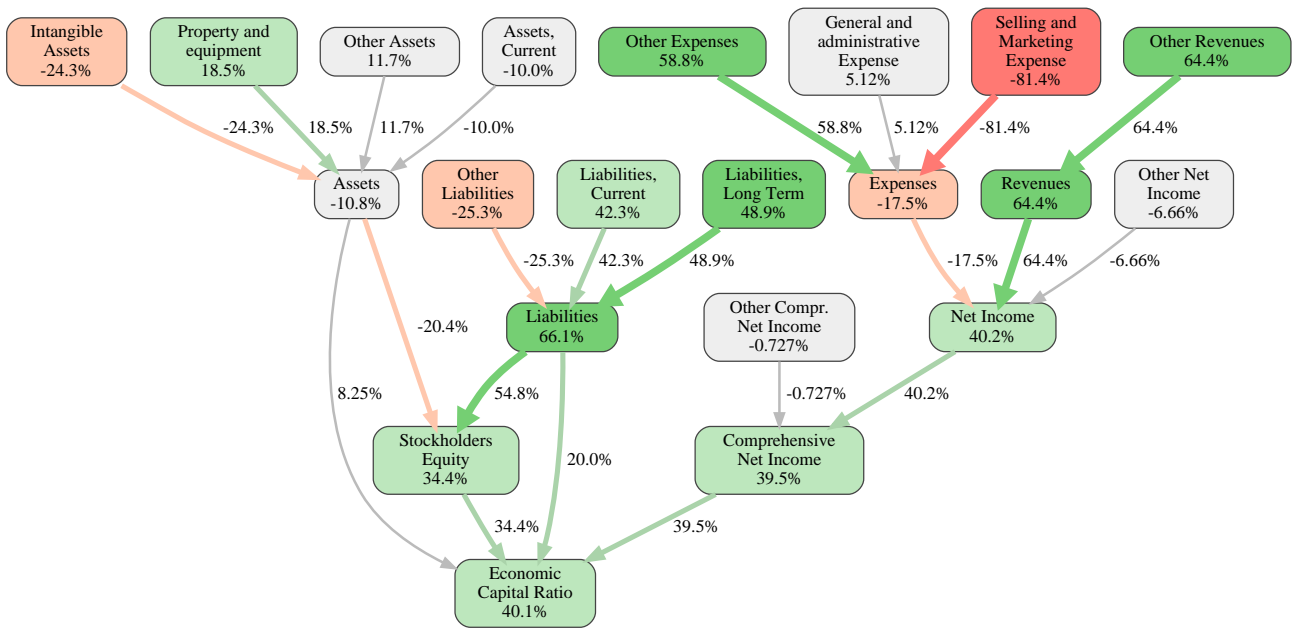 Intangible
Assets
-24.3%
Property and
equipment
18.5%
Other Assets
11.7%
Assets,
Current
-10.0%
Other Expenses
58.8%
General and
administrative
Expense
5.12%
Selling and
Marketing
Expense
-81.4%
Other Revenues
64.4%
-24.3%
18.5%
11.7%
-10.0%
58.8%
5.12%
-81.4%
64.4%
Assets
-10.8%
Other
Liabilities
-25.3%
Liabilities,
Current
42.3%
Liabilities,
Long Term
48.9%
Expenses
-17.5%
Revenues
64.4%
Other Net
Income
-6.66%
-25.3%
42.3%
48.9%
-17.5%
64.4%
-6.66%
-20.4%
Liabilities
66.1%
Other Compr.
Net Income
-0.727%
Net Income
40.2%
8.25%
54.8%
-0.727%
40.2%
Stockholders
Equity
34.4%
20.0%
Comprehensive
Net Income
39.5%
34.4%
39.5%
Economic
Capital Ratio
40.1%